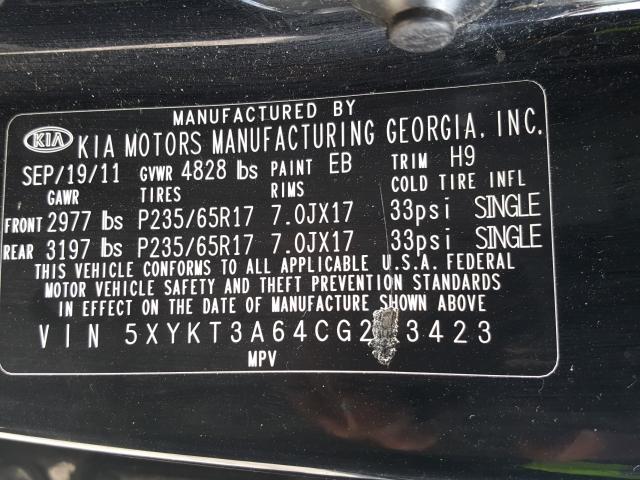 MANUFACTURED BY
KIA KIA MOTORS MANUFACTURING GEORGIA, INC.
SEP/19/11 GVWR 4828 lbs PAINT EB TRIM H9
GAWR TIRES RIMS COLD TIRE INFL
FRONT 2977 lbs P235/65R17 7.0JX17 33psi SINGLE
REAR 3197 lbs P235/65R17 7.0JX17 33psi SINGLE
THIS VEHICLE CONFORMS TO ALL APPLICABLE U.S.A. FEDERAL
MOTOR VEHICLE SAFETY AND THEFT PREVENTION STANDARDS
IN EFFECT ON THE DATE OF MANUFACTURE SHOWN ABOVE
VIN
MPV